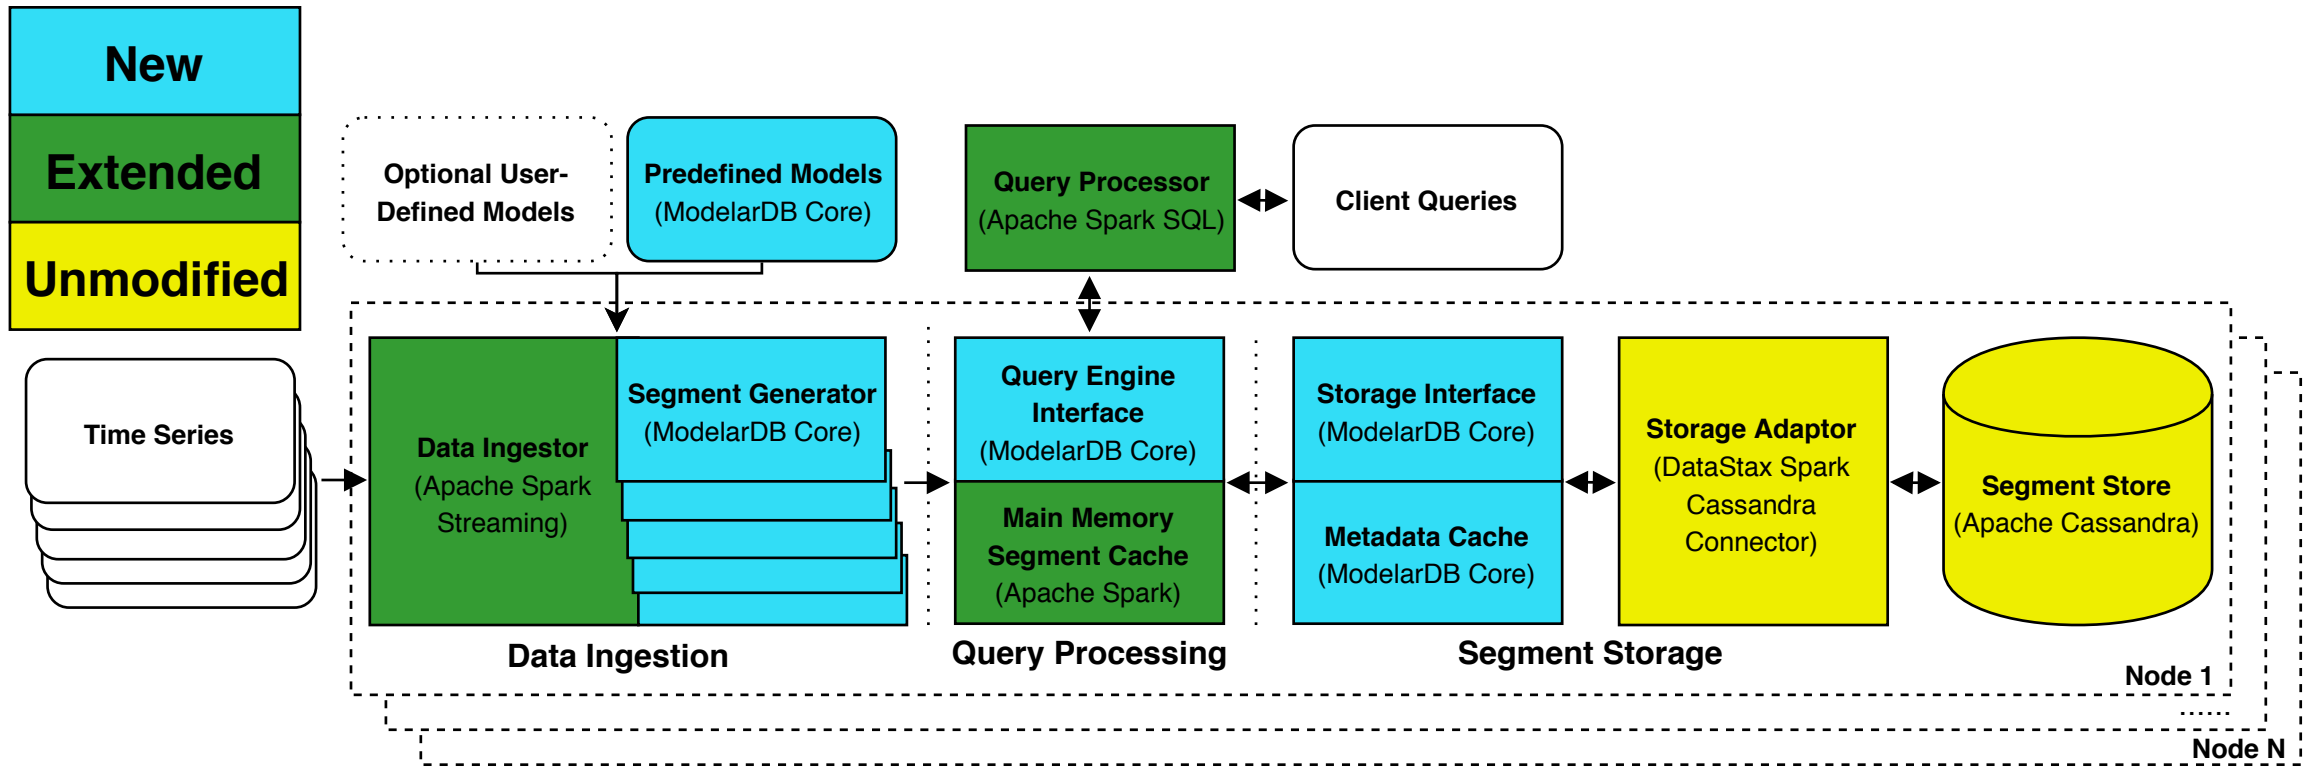 New
Extended
Unmodified
Optional User-
Defined Models
Predefined Models
(ModelarDB Core)
Query Processor
(Apache Spark SQL)
Client Queries
Time Series
Data Ingestor
(Apache Spark
Streaming)
Segment Generator
(ModelarDB Core)
Query Engine
Interface
(ModelarDB Core)
Main Memory
Segment Cache
(Apache Spark)
Storage Interface
(ModelarDB Core)
Metadata Cache
(ModelarDB Core)
Storage Adaptor
(DataStax Spark
Cassandra
Connector)
Segment Store
(Apache Cassandra)
Data Ingestion
Query Processing
Segment Storage
Node 1
......
Node N